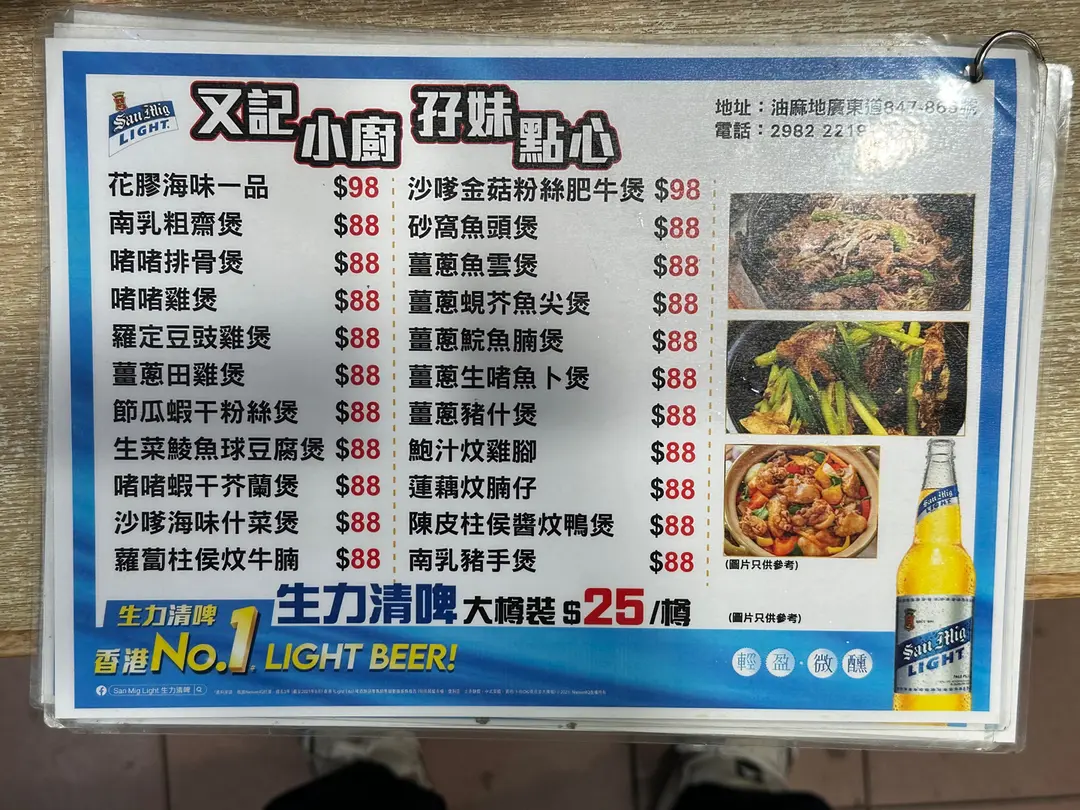 San Mig
LIGHT
又記小廚 孖妹點心
地址：油麻地廣東道847-86
電話：2982 221
花膠海味一品 $98
南乳粗齋煲 $88
啫啫排骨煲 $88
啫啫雞煲 $88
羅定豆豉雞煲 $88
薑蔥田雞煲 $88
節瓜蝦干粉絲煲 $88
生菜鯪魚球豆腐煲 $88
啫啫蝦干芥蘭煲 $88
沙嗲海味什菜煲 $88
蘿蔔柱侯炆牛腩 $88
沙嗲金菇粉絲肥牛煲 $98
砂窩魚頭煲 $88
薑蔥魚雲煲 $88
薑蔥蜆芥魚尖煲 $88
薑蔥鯇魚腩煲 $88
薑蔥生啫魚卜煲 $88
薑蔥豬什煲 $88
鮑汁炆雞腳 $88
蓮藕炆腩仔 $88
陳皮柱侯醬炆鴨煲 $88
南乳豬手煲 $88
(圖片只供參考)
生力清啤 大樽裝 $25/樽
(圖片只供參考)
生力清啤
香港No.1 LIGHT BEER!
輕盈·微醺
San Mig Light 生力清啤
San Mig
LIGHT
San Mig
LIGHT